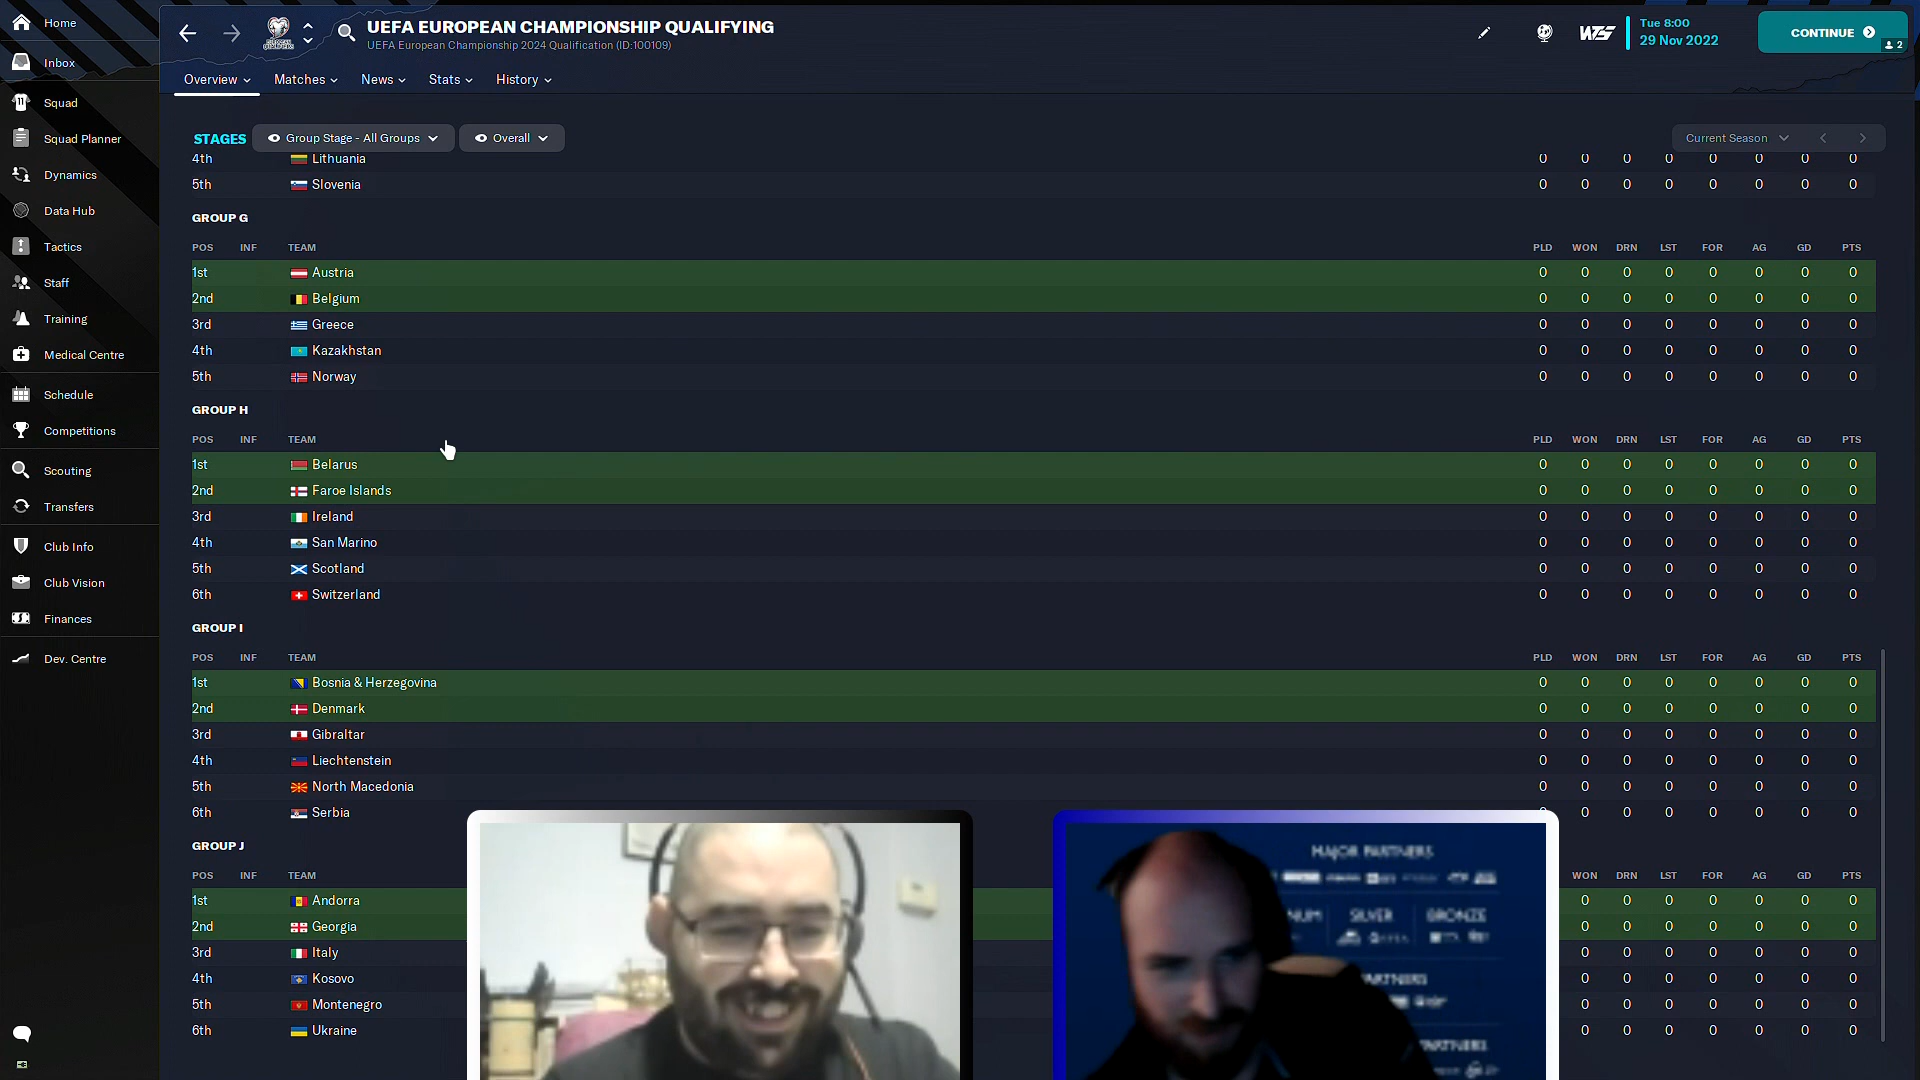 Home
Inbox
Squad
Squad Planner
Dynamics
Data Hub
Tactics
Staff
Training
Medical Centre
Schedule
Competitions
Scouting
Transfers
Club Info
Club Vision
Finances
Dev. Centre
UEFA EUROPEAN CHAMPIONSHIP QUALIFYING
UEFA European Championship 2024 Qualification (ID:100109)
Tue 8:00
29 Nov 2022
CONTINUE
2
Overview Matches News Stats History
STAGES Group Stage - All Groups Overall Current Season
4th Lithuania 0 0 0 0 0 0 0 0
5th Slovenia 0 0 0 0 0 0 0 0
GROUP G
POS INF TEAM PLD WON DRN LST FOR AG GD PTS
1st Austria 0 0 0 0 0 0 0 0
2nd Belgium 0 0 0 0 0 0 0 0
3rd Greece 0 0 0 0 0 0 0 0
4th Kazakhstan 0 0 0 0 0 0 0 0
5th Norway 0 0 0 0 0 0 0 0
GROUP H
POS INF TEAM PLD WON DRN LST FOR AG GD PTS
1st Belarus 0 0 0 0 0 0 0 0
2nd Faroe Islands 0 0 0 0 0 0 0 0
3rd Ireland 0 0 0 0 0 0 0 0
4th San Marino 0 0 0 0 0 0 0 0
5th Scotland 0 0 0 0 0 0 0 0
6th Switzerland 0 0 0 0 0 0 0 0
GROUP I
POS INF TEAM PLD WON DRN LST FOR AG GD PTS
1st Bosnia & Herzegovina 0 0 0 0 0 0 0 0
2nd Denmark 0 0 0 0 0 0 0 0
3rd Gibraltar 0 0 0 0 0 0 0 0
4th Liechtenstein 0 0 0 0 0 0 0 0
5th North Macedonia 0 0 0 0 0 0 0 0
6th Serbia 0 0 0 0 0 0 0 0
GROUP J
POS INF TEAM WON DRN LST FOR AG GD PTS
1st Andorra 0 0 0 0 0 0 0
2nd Georgia 0 0 0 0 0 0 0
3rd Italy 0 0 0 0 0 0 0
4th Kosovo 0 0 0 0 0 0 0
5th Montenegro 0 0 0 0 0 0 0
6th Ukraine 0 0 0 0 0 0 0
MAJOR PARTNERS
SILVER BRONZE